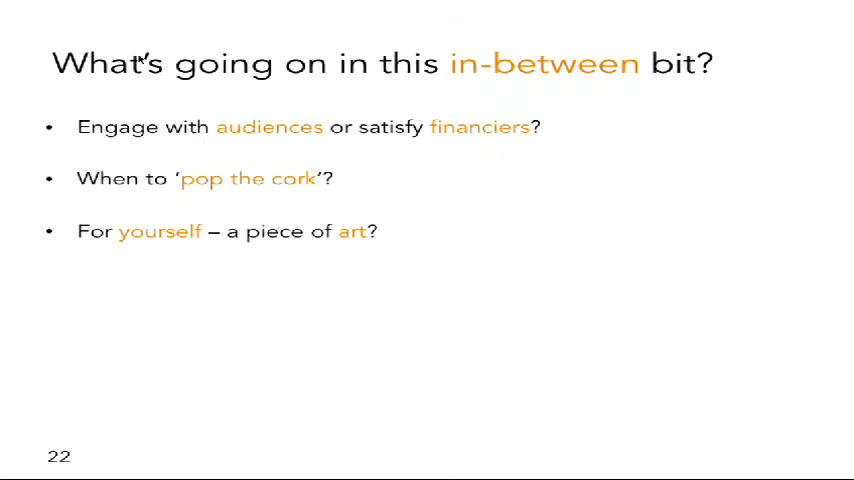 What's going on in this in-between bit?
• Engage with audiences or satisfy financiers?
• When to ‘pop the cork’?
• For yourself – a piece of art?
22